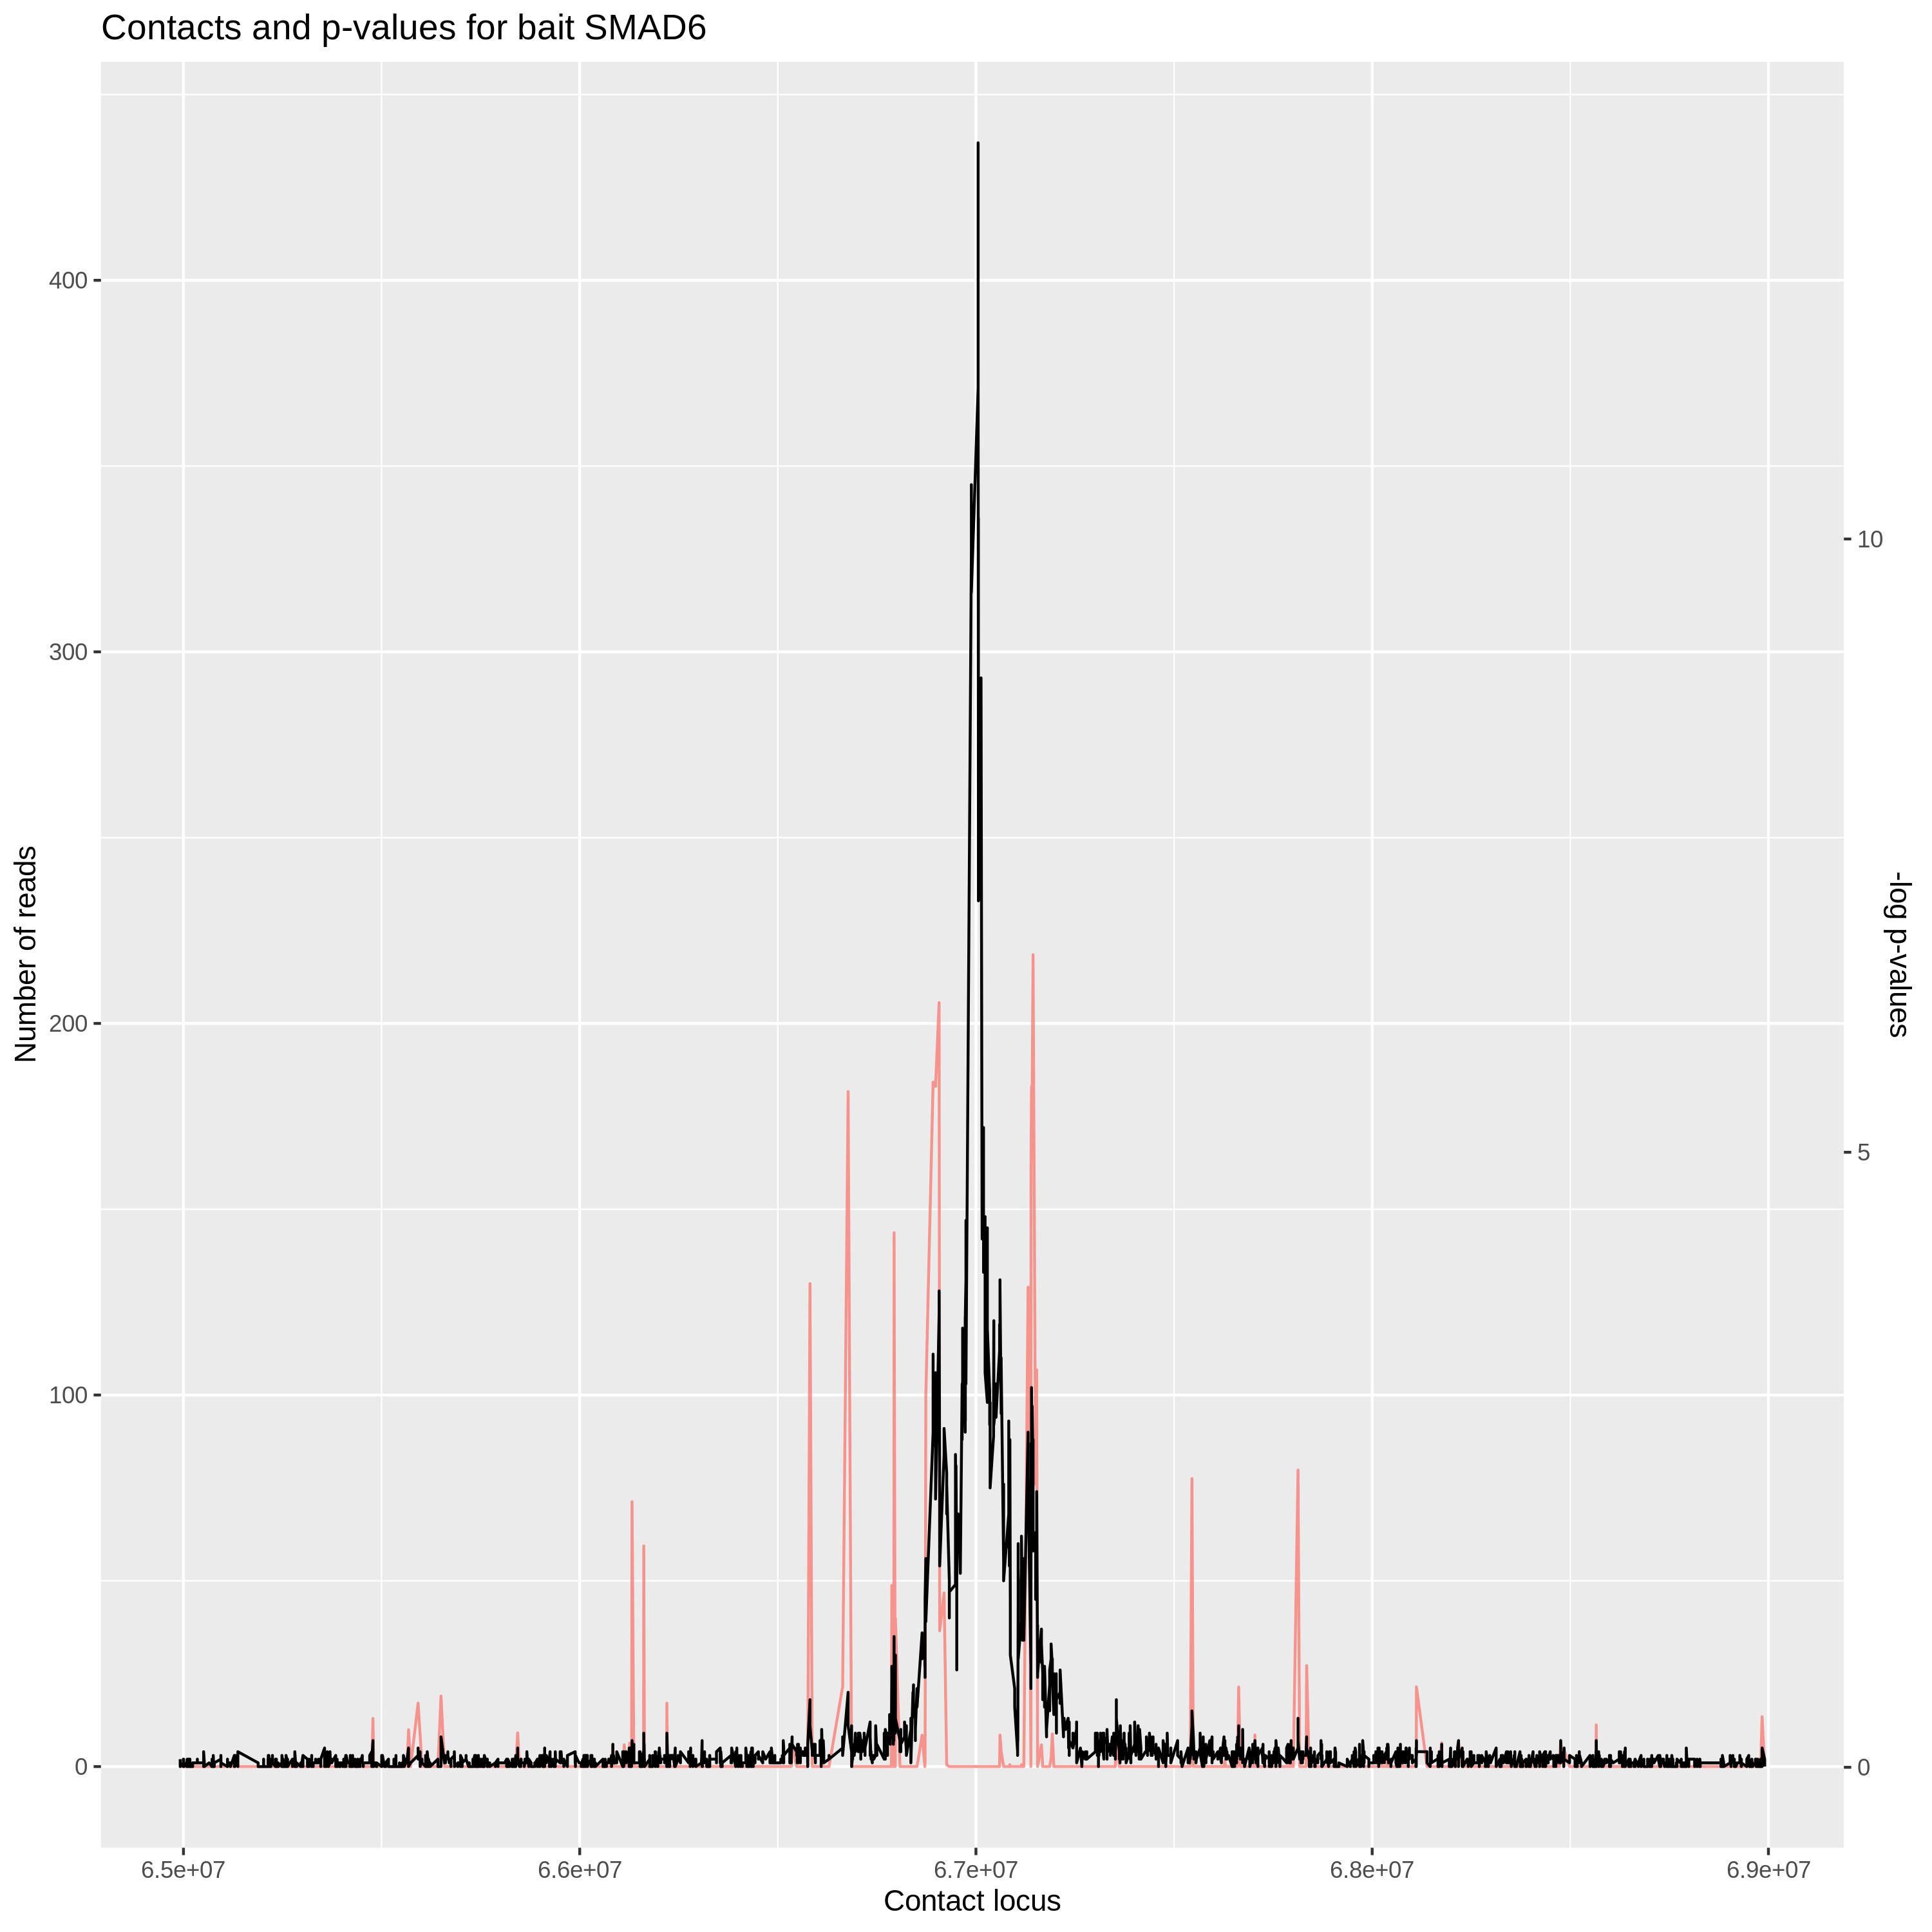 Contacts and p-values for bait SMAD6
400
300
200
100
0
Number of reads
10
5
0
-log p-values
6.5e+07 6.6e+07 6.7e+07 6.8e+07 6.9e+07
Contact locus